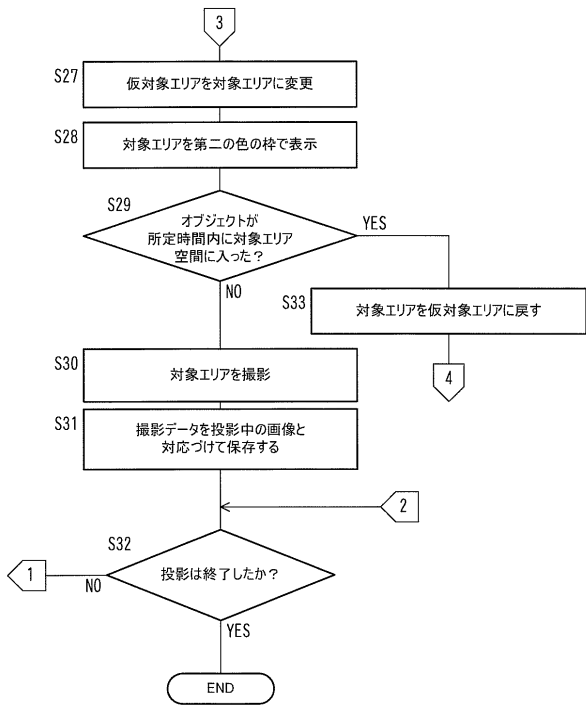 3
S27
仮対象エリアを対象エリアに変更
S28
対象エリアを第二の色の枠で表示
S29
オブジェクトが
所定時間内に対象エリア
空間に入った?
YES
NO
S33
対象エリアを仮対象エリアに戻す
4
S30
対象エリアを撮影
S31
撮影データを投影中の画像と
対応づけて保存する
2
S32
投影は終了したか?
1
NO
YES
END